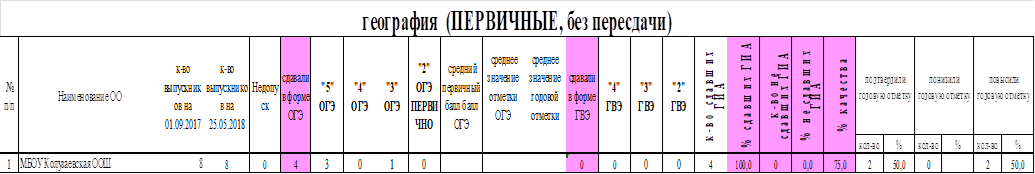 география (ПЕРВИЧНЫЕ, без пересдачи)
№ п/п
Наименование ОО
к-во выпускников на 01.09.2017
к-во выпускников на 25.05.2018
Недопуск
сдавали в форме ОГЭ
"5" ОГЭ
"4" ОГЭ
"3" ОГЭ
"2" ОГЭ ПЕРВИЧНО
средний первичный балл балл ОГЭ
среднее значение отметки ОГЭ
среднее значение годовой отметки
сдавали в форме ГВЭ
"4" ГВЭ
"3" ГВЭ
"2" ГВЭ
к-во сдавших ГИА
% сдавших ГИА
к-во не сдавших ГИА
% не сдавших ГИА
% качества
подтвердили годовую отметку
понизили годовую отметку
повысили годовую отметку
кол-во % кол-во % кол-во %
1 МБОУ Колудаевская ООШ 8 8 0 4 3 0 1 0 0 0 0 0 4 100,0 0 0,0 75,0 2 50,0 0 2 50,0